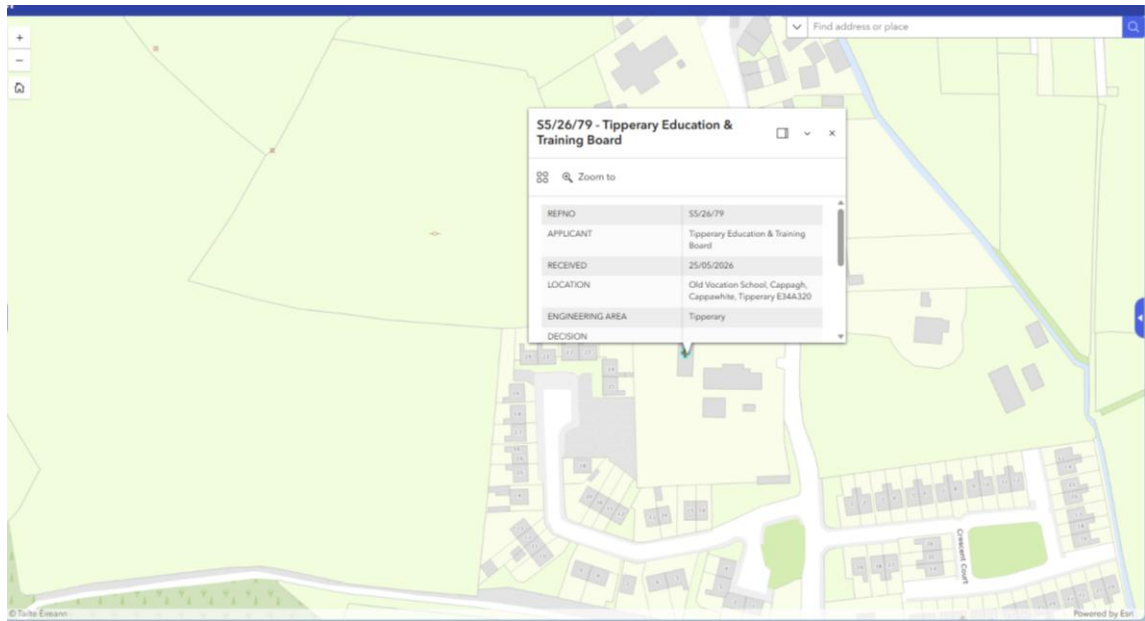 +
Find address or place
−
S5/26/79 - Tipperary Education &
Training Board
Zoom to
REFNO S5/26/79
APPLICANT Tipperary Education & Training
Board
RECEIVED 25/05/2026
LOCATION Old Vocation School, Cappagh,
Cappawhite, Tipperary E34A320
ENGINEERING AREA Tipperary
DECISION
Crescent Court
© Tailte Éireann
Powered by Esri